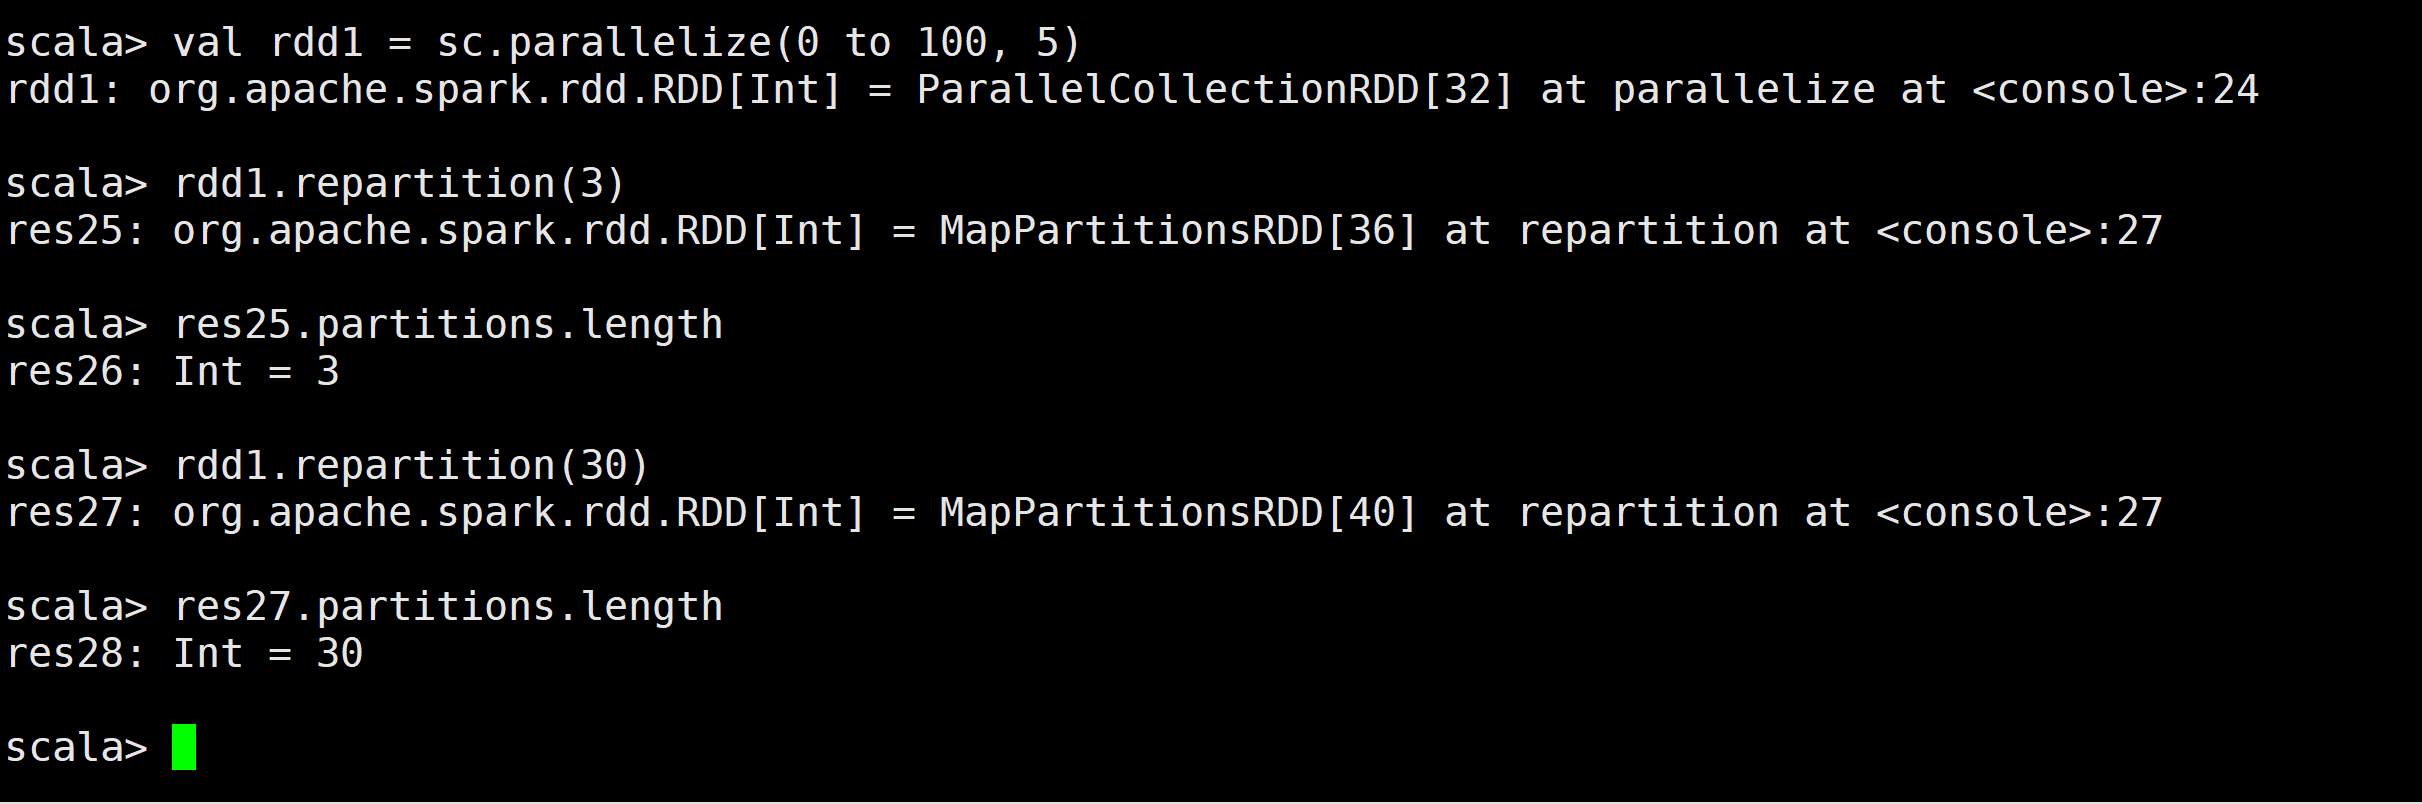 scala> val rdd1 = sc.parallelize(0 to 100, 5)
rdd1: org.apache.spark.rdd.RDD[Int] = ParallelCollectionRDD[32] at parallelize at <console>:24
scala> rdd1.repartition(3)
res25: org.apache.spark.rdd.RDD[Int] = MapPartitionsRDD[36] at repartition at <console>:27
scala> res25.partitions.length
res26: Int = 3
scala> rdd1.repartition(30)
res27: org.apache.spark.rdd.RDD[Int] = MapPartitionsRDD[40] at repartition at <console>:27
scala> res27.partitions.length
res28: Int = 30
scala>